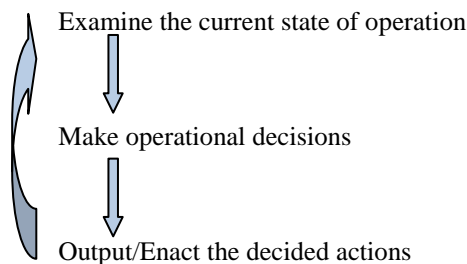 Examine the current state of operation
Make operational decisions
Output/Enact the decided actions